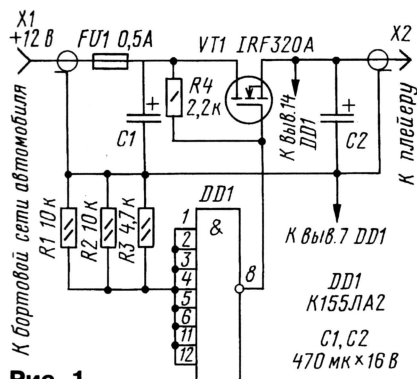 X1
+12 В
FU1 0,5А
VT1 IRF320A
X2
R4
2,2к
C1
К выв.14
DD1
C2
К бортовой сети автомобиля
К плейеру
R1 10 к
R2 10 к
R3 4,7 к
DD1
&
1
2
3
4
5
6
11
12
8
К выв.7 DD1
DD1
К155ЛА2
C1, C2
470 мк×16 В
Рис. 1